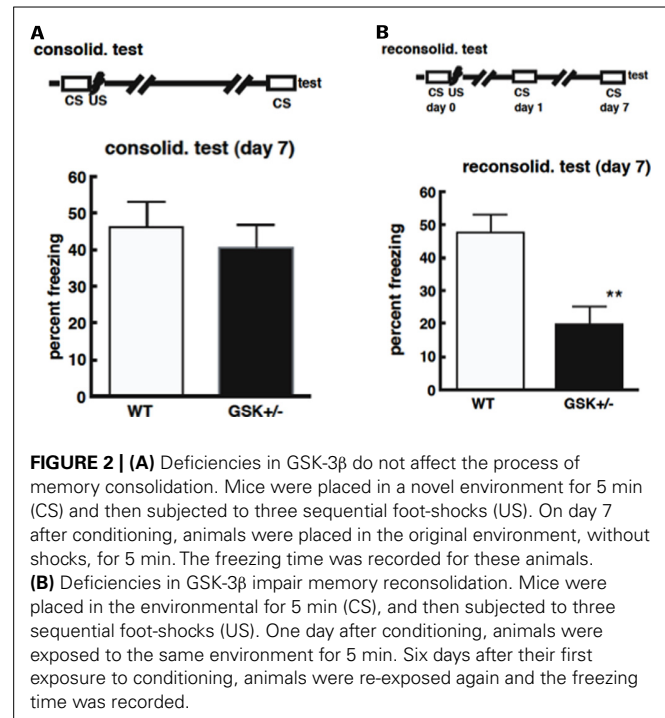 A
consolid. test
CS US
test
CS
consolid. test (day 7)
60
50
40
30
20
10
0
percent freezing
WT GSK+/-
B
reconsolid. test
test
CS US CS CS
day 0 day 1 day 7
reconsolid. test (day 7)
60
50
40
30
20
10
0
percent freezing
**
WT GSK+/-
FIGURE 2 | (A) Deficiencies in GSK-3β do not affect the process of
memory consolidation. Mice were placed in a novel environment for 5 min
(CS) and then subjected to three sequential foot-shocks (US). On day 7
after conditioning, animals were placed in the original environment, without
shocks, for 5 min. The freezing time was recorded for these animals.
(B) Deficiencies in GSK-3β impair memory reconsolidation. Mice were
placed in the environmental for 5 min (CS), and then subjected to three
sequential foot-shocks (US). One day after conditioning, animals were
exposed to the same environment for 5 min. Six days after their first
exposure to conditioning, animals were re-exposed again and the freezing
time was recorded.